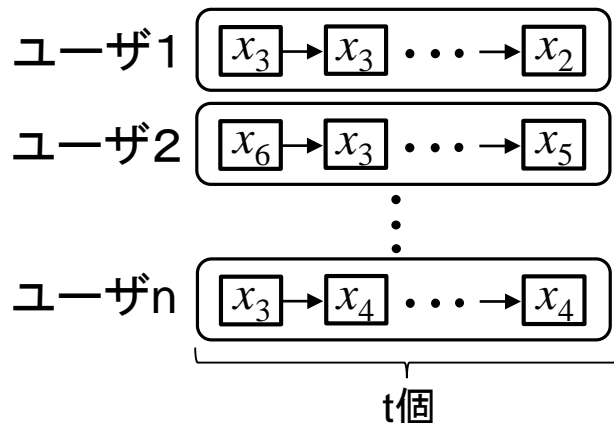 ユーザ1 x₃ → x₃ ・・・ → x₂
ユーザ2 x₆ → x₃ ・・・ → x₅
ユーザn x₃ → x₄ ・・・ → x₄
t個